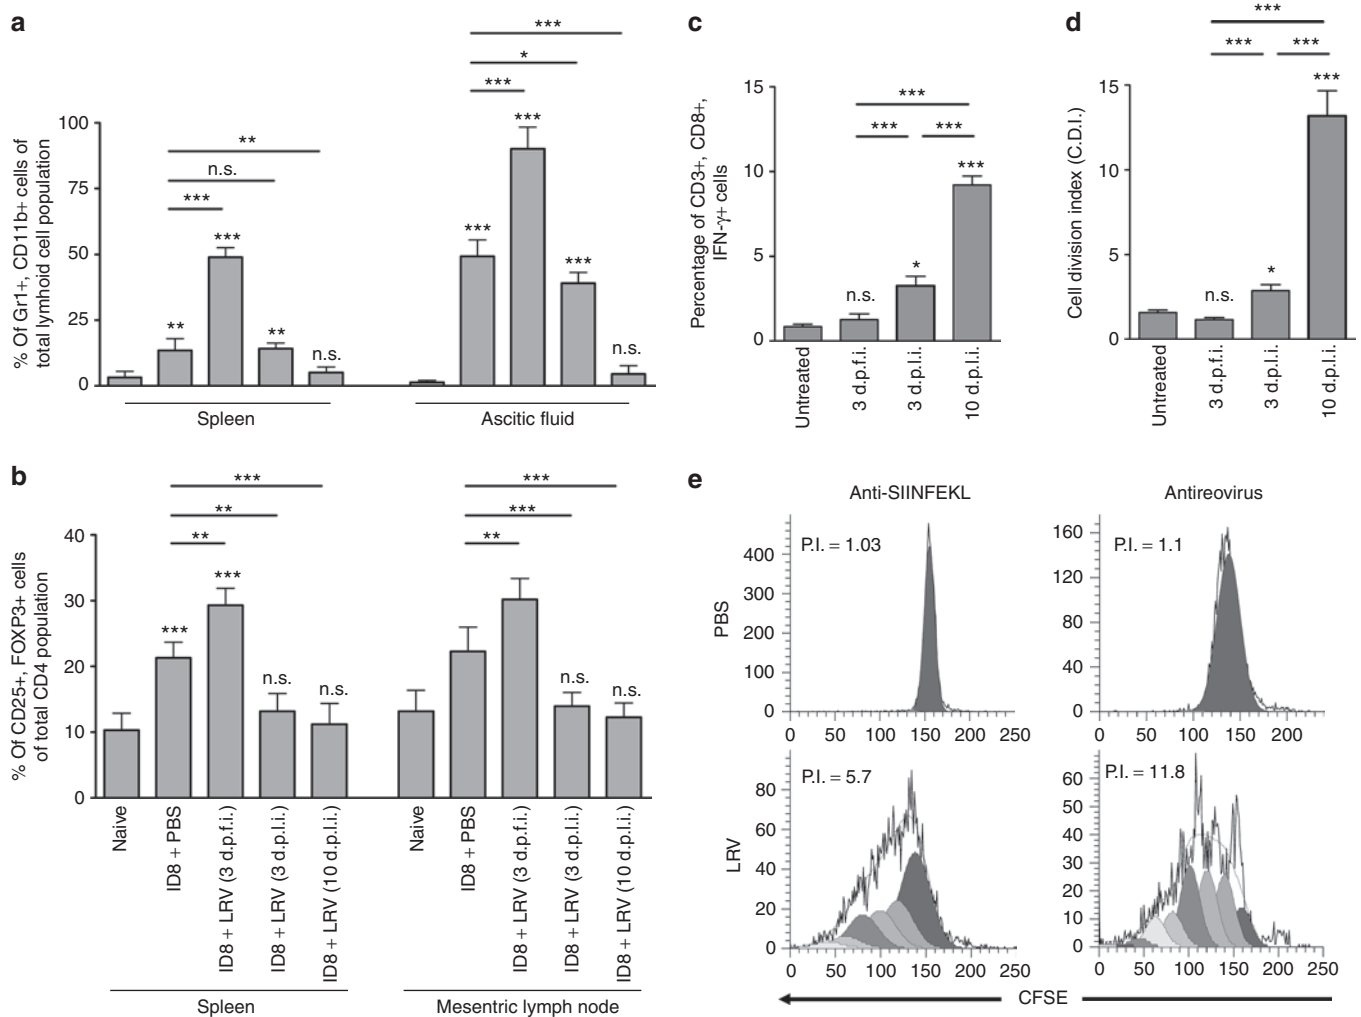 a
% Of Gr1+, CD11b+ cells of
total lymhoid cell population
100
75
50
25
0
**
***
***
n.s.
**
***
**
n.s.
Spleen
***
*
***
***
***
***
n.s.
Ascitic fluid
b
% Of CD25+, FOXP3+ cells
of total CD4 population
40
30
20
10
0
***
**
**
***
***
n.s.
n.s.
***
***
**
n.s.
n.s.
Naive
ID8 + PBS
ID8 + LRV (3 d.p.f.i.)
ID8 + LRV (3 d.p.l.i.)
ID8 + LRV (10 d.p.l.i.)
Naive
ID8 + PBS
ID8 + LRV (3 d.p.f.i.)
ID8 + LRV (3 d.p.l.i.)
ID8 + LRV (10 d.p.l.i.)
Spleen
Mesentric lymph node
c
Percentage of CD3+, CD8+,
IFN-γ+ cells
15
10
5
0
***
***
***
***
*
n.s.
Untreated
3 d.p.f.i.
3 d.p.l.i.
10 d.p.l.i.
d
Cell division index (C.D.I.)
15
10
5
0
***
***
***
***
*
n.s.
Untreated
3 d.p.f.i.
3 d.p.l.i.
10 d.p.l.i.
e
Anti-SIINFEKL
Antireovirus
PBS
P.I. = 1.03
400
300
200
100
0
0 50 100 150 200 250
P.I. = 1.1
160
120
80
40
0
0 50 100 150 200
LRV
P.I. = 5.7
80
60
40
20
0
0 50 100 150 200 250
P.I. = 11.8
60
50
40
30
20
10
0
0 50 100 150 200 250
CFSE